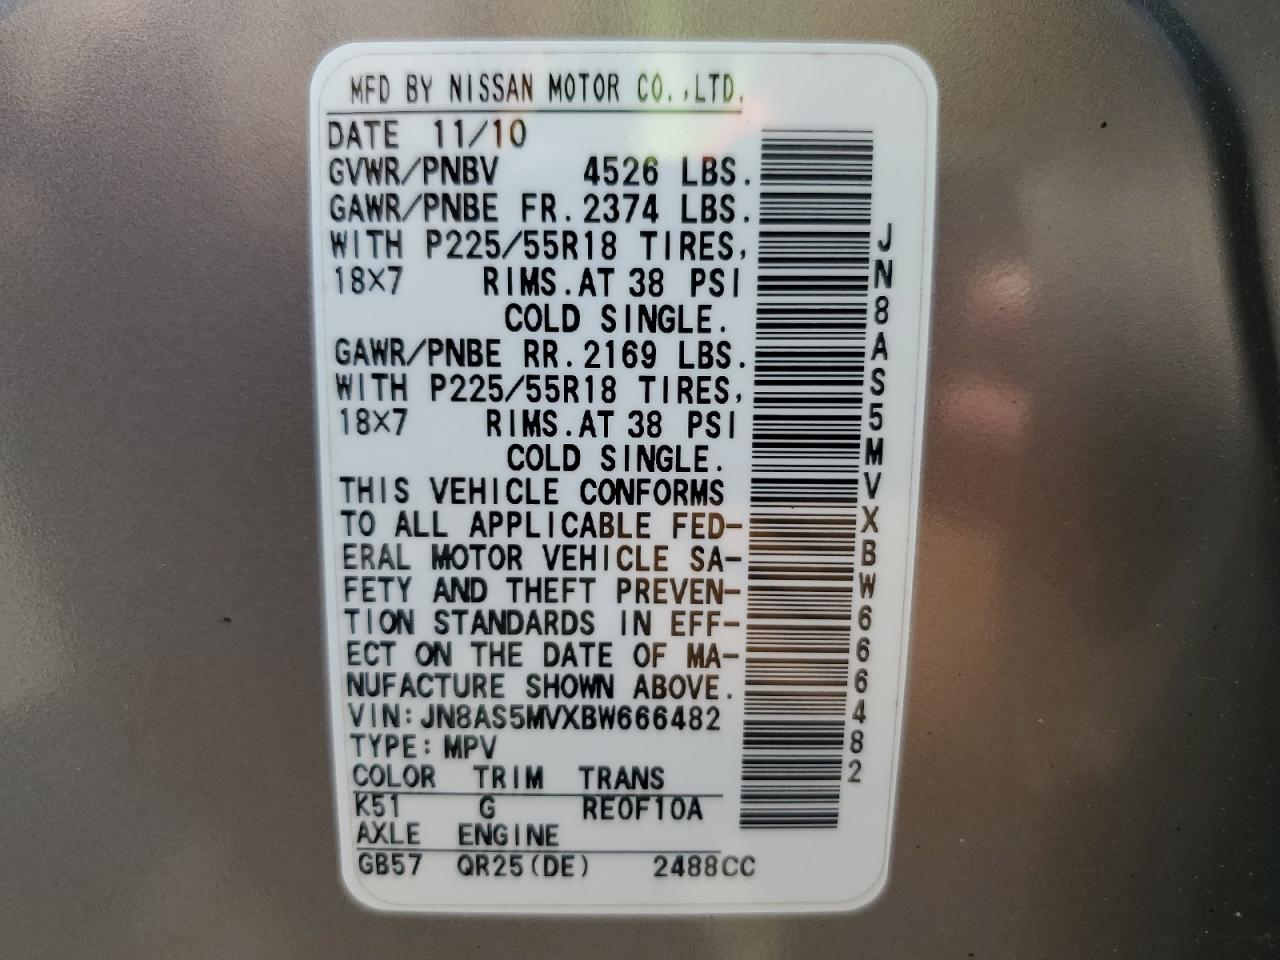 MFD BY NISSAN MOTOR CO.,LTD.
DATE 11/10
GVWR/PNBV 4526 LBS.
GAWR/PNBE FR.2374 LBS.
WITH P225/55R18 TIRES,
18X7 RIMS.AT 38 PSI
COLD SINGLE.
GAWR/PNBE RR.2169 LBS.
WITH P225/55R18 TIRES,
18X7 RIMS.AT 38 PSI
COLD SINGLE.
THIS VEHICLE CONFORMS
TO ALL APPLICABLE FED-
ERAL MOTOR VEHICLE SA-
FETY AND THEFT PREVEN-
TION STANDARDS IN EFF-
ECT ON THE DATE OF MA-
NUFACTURE SHOWN ABOVE.
VIN:JN8AS5MVXBW666482
TYPE:MPV
COLOR TRIM TRANS
K51 G RE0F10A
AXLE ENGINE
GB57 QR25(DE) 2488CC
JN8AS5MVXBW666482